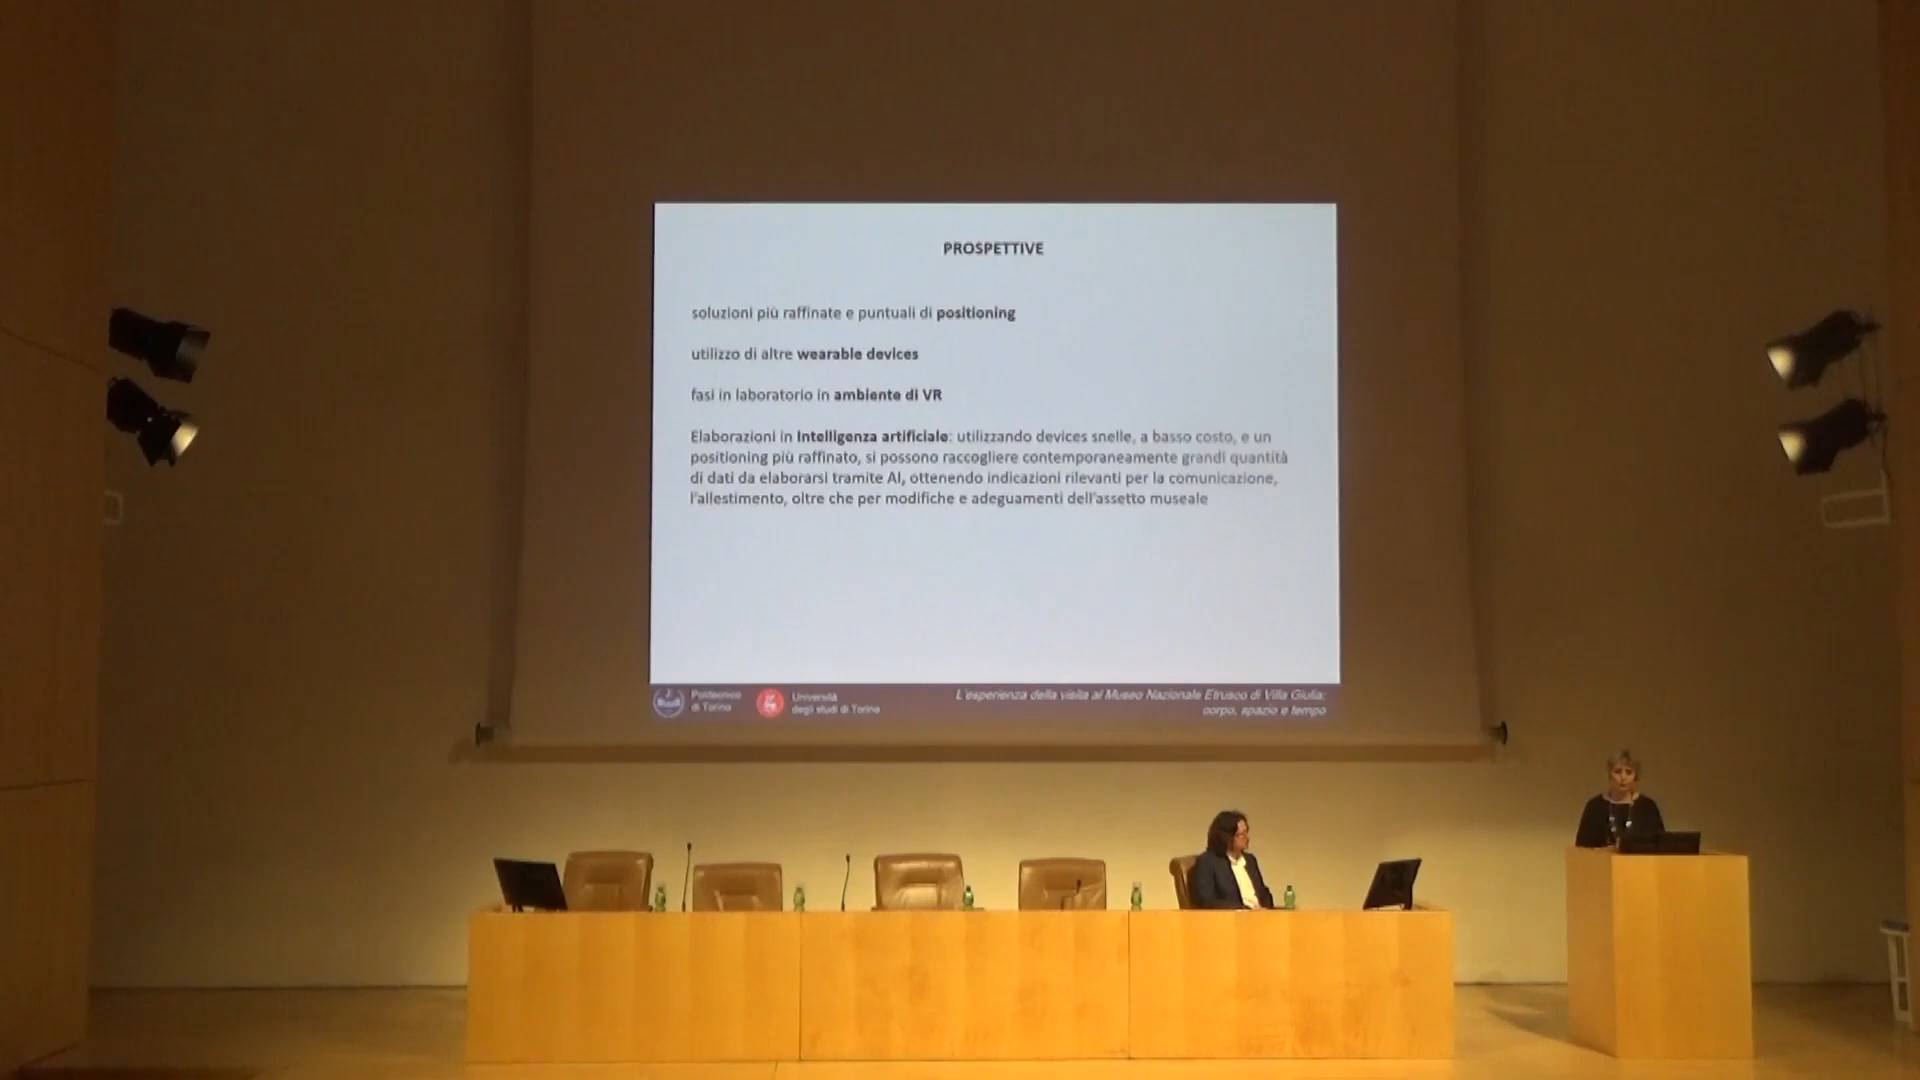 PROSPETTIVE
soluzioni più raffinate e puntuali di positioning
utilizzo di altre wearable devices
fasi in laboratorio in ambiente di VR
Elaborazioni in Intelligenza artificiale: utilizzando devices snelle, a basso costo, e un
positioning più raffinato, si possono raccogliere contemporaneamente grandi quantità
di dati da elaborarsi tramite AI, ottenendo indicazioni rilevanti per la comunicazione,
l'allestimento, oltre che per modifiche e adeguamenti dell'assetto museale
Politecnico
di Torino
Università
degli studi di Torino
L'esperienza della visita al Museo Nazionale Etrusco di Villa Giulia:
corpo, spazio e tempo